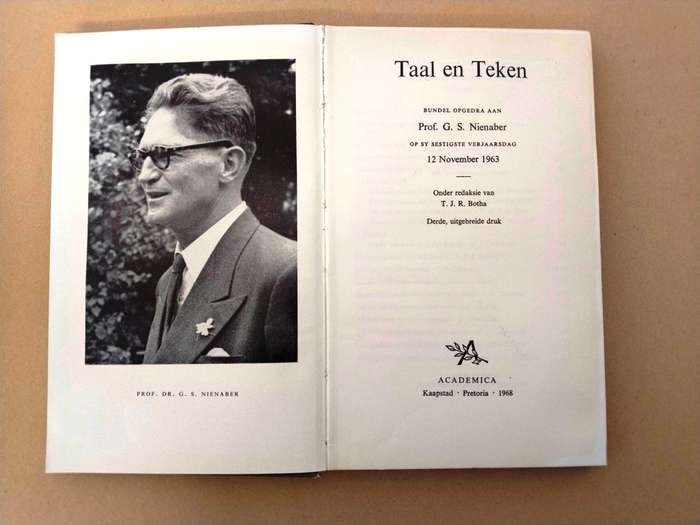 PROF. DR. G. S. NIENABER
Taal en Teken
BUNDEL OPGEDRA AAN
Prof. G. S. Nienaber
OP SY SESTIGSTE VERJAARSDAG
12 November 1963
Onder redaksie van
T. J. R. Botha
Derde, uitgebreide druk
ACADEMICA
Kaapstad · Pretoria · 1968